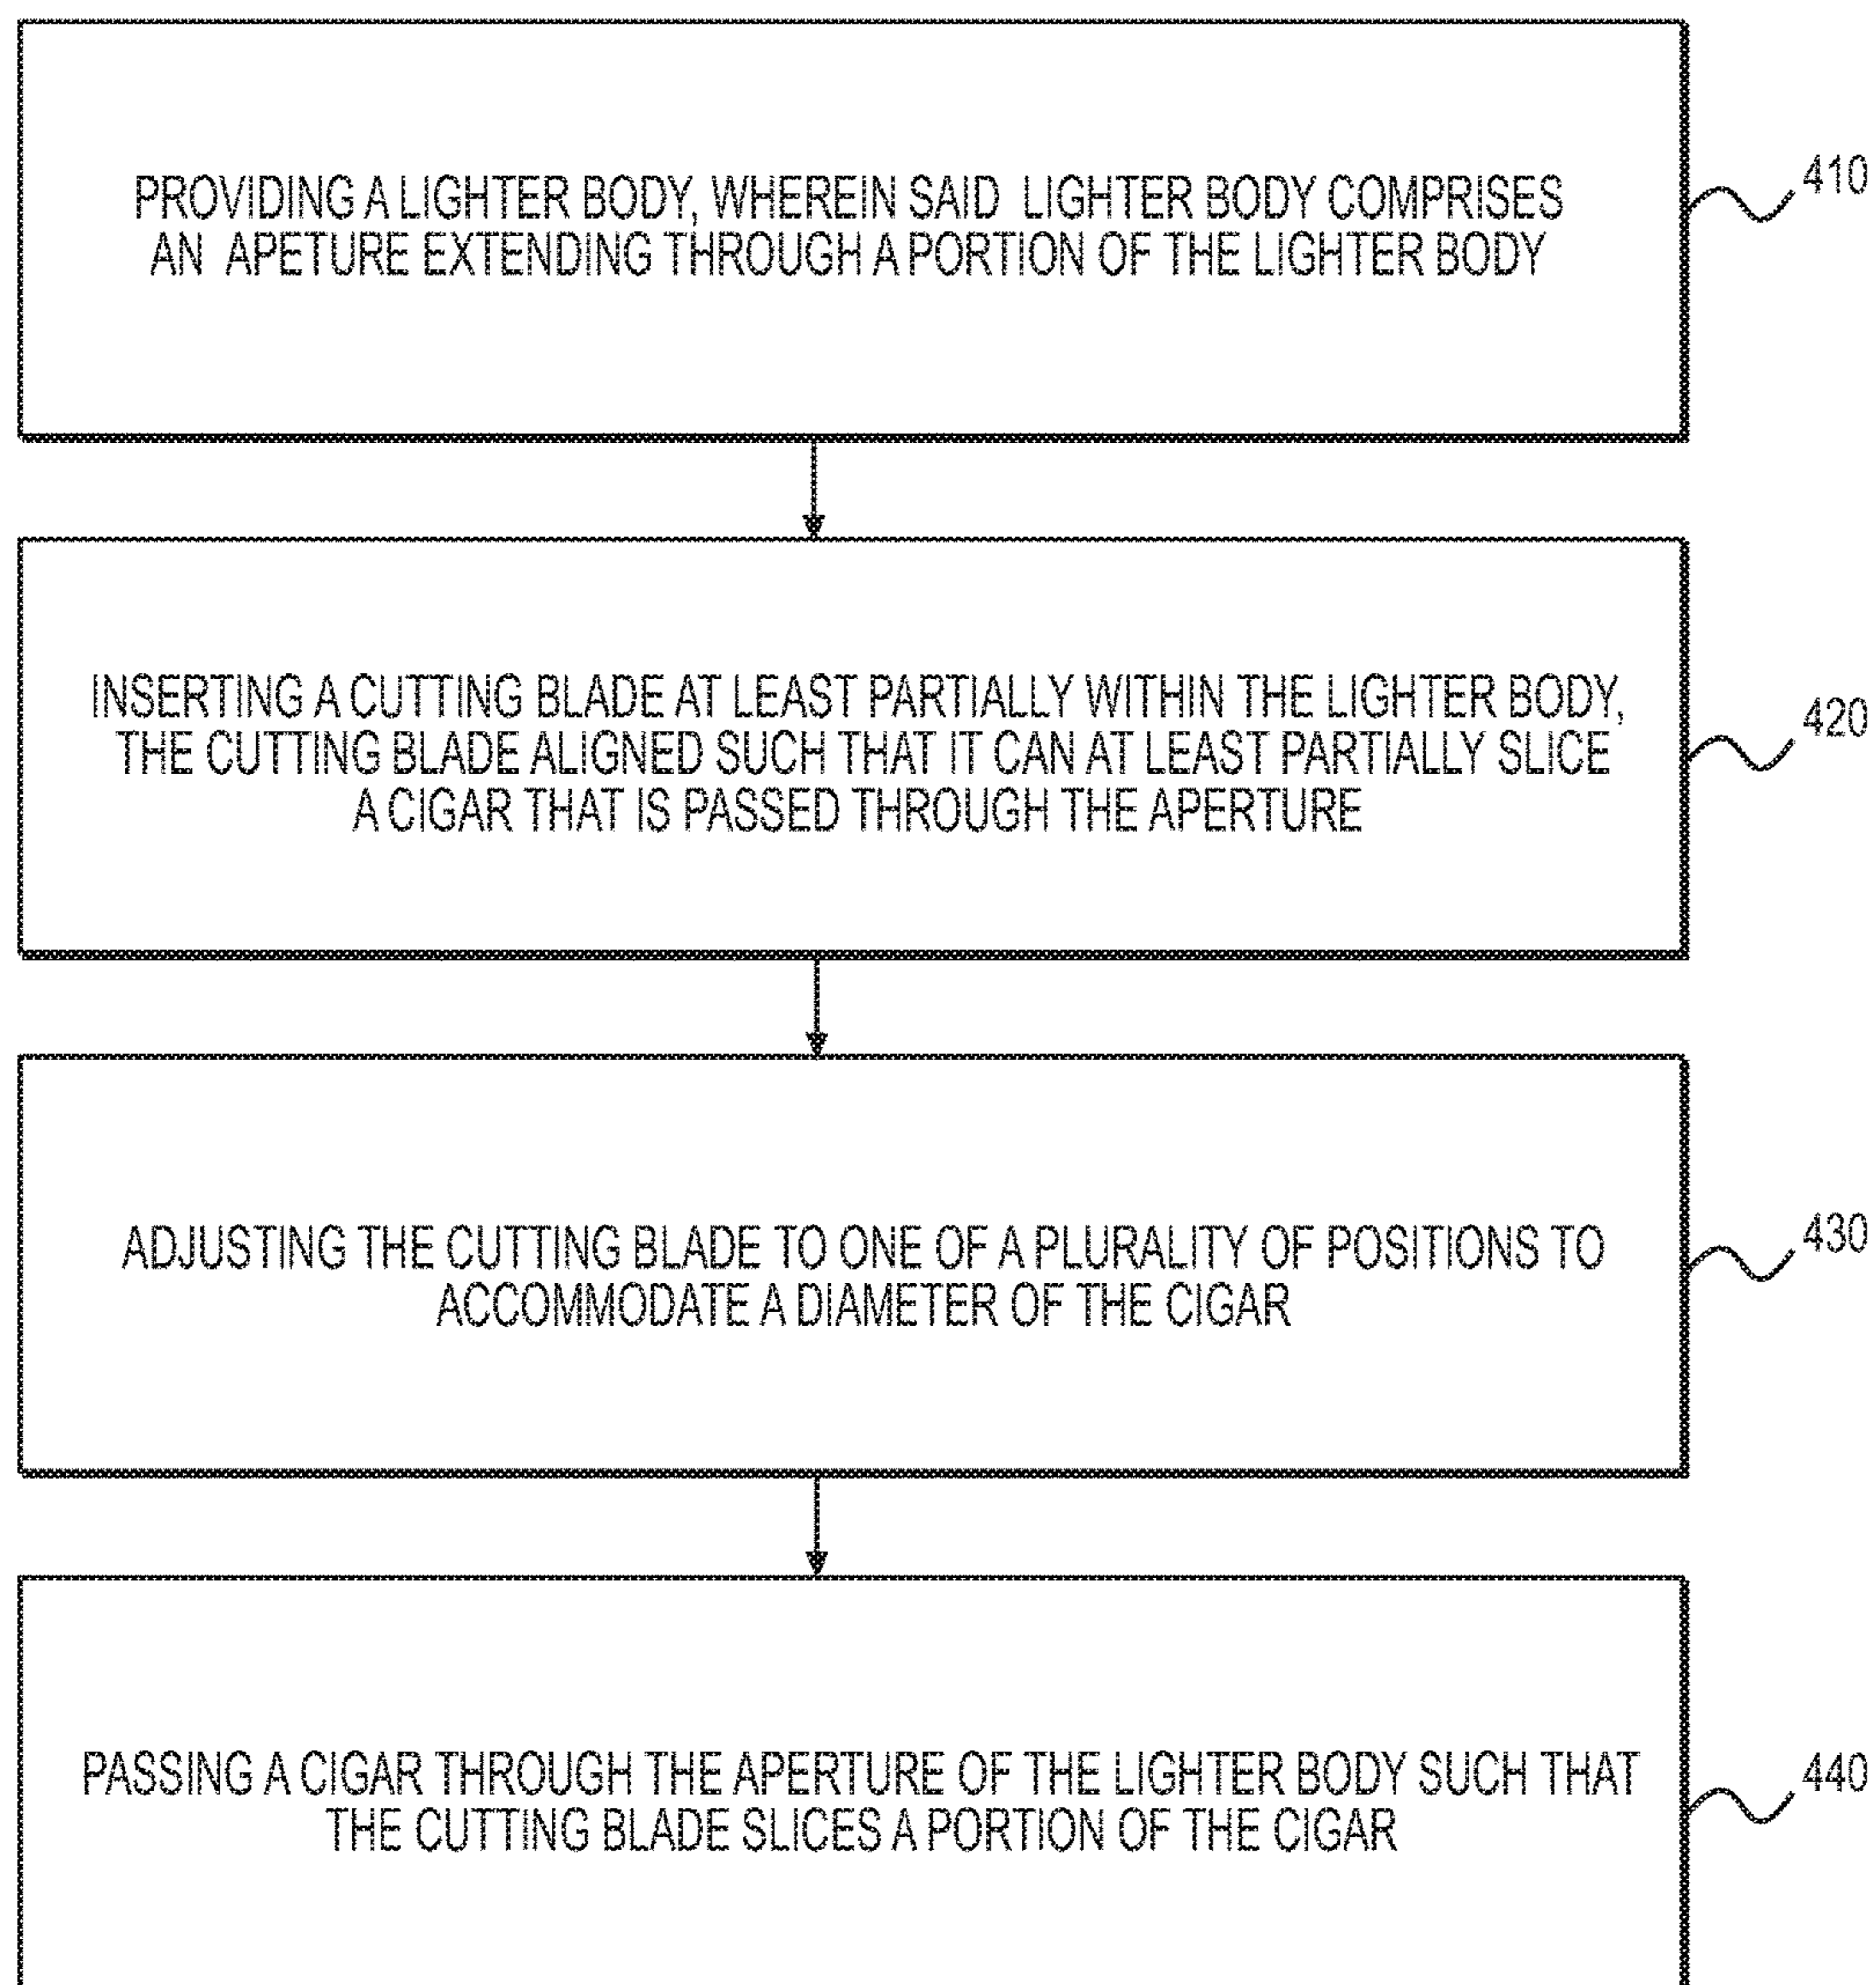 PROVIDING A LIGHTER BODY, WHEREIN SAID LIGHTER BODY COMPRISES
AN APETURE EXTENDING THROUGH A PORTION OF THE LIGHTER BODY
410
INSERTING A CUTTING BLADE AT LEAST PARTIALLY WITHIN THE LIGHTER BODY,
THE CUTTING BLADE ALIGNED SUCH THAT IT CAN AT LEAST PARTIALLY SLICE
A CIGAR THAT IS PASSED THROUGH THE APERTURE
420
ADJUSTING THE CUTTING BLADE TO ONE OF A PLURALITY OF POSITIONS TO
ACCOMMODATE A DIAMETER OF THE CIGAR
430
PASSING A CIGAR THROUGH THE APERTURE OF THE LIGHTER BODY SUCH THAT
THE CUTTING BLADE SLICES A PORTION OF THE CIGAR
440